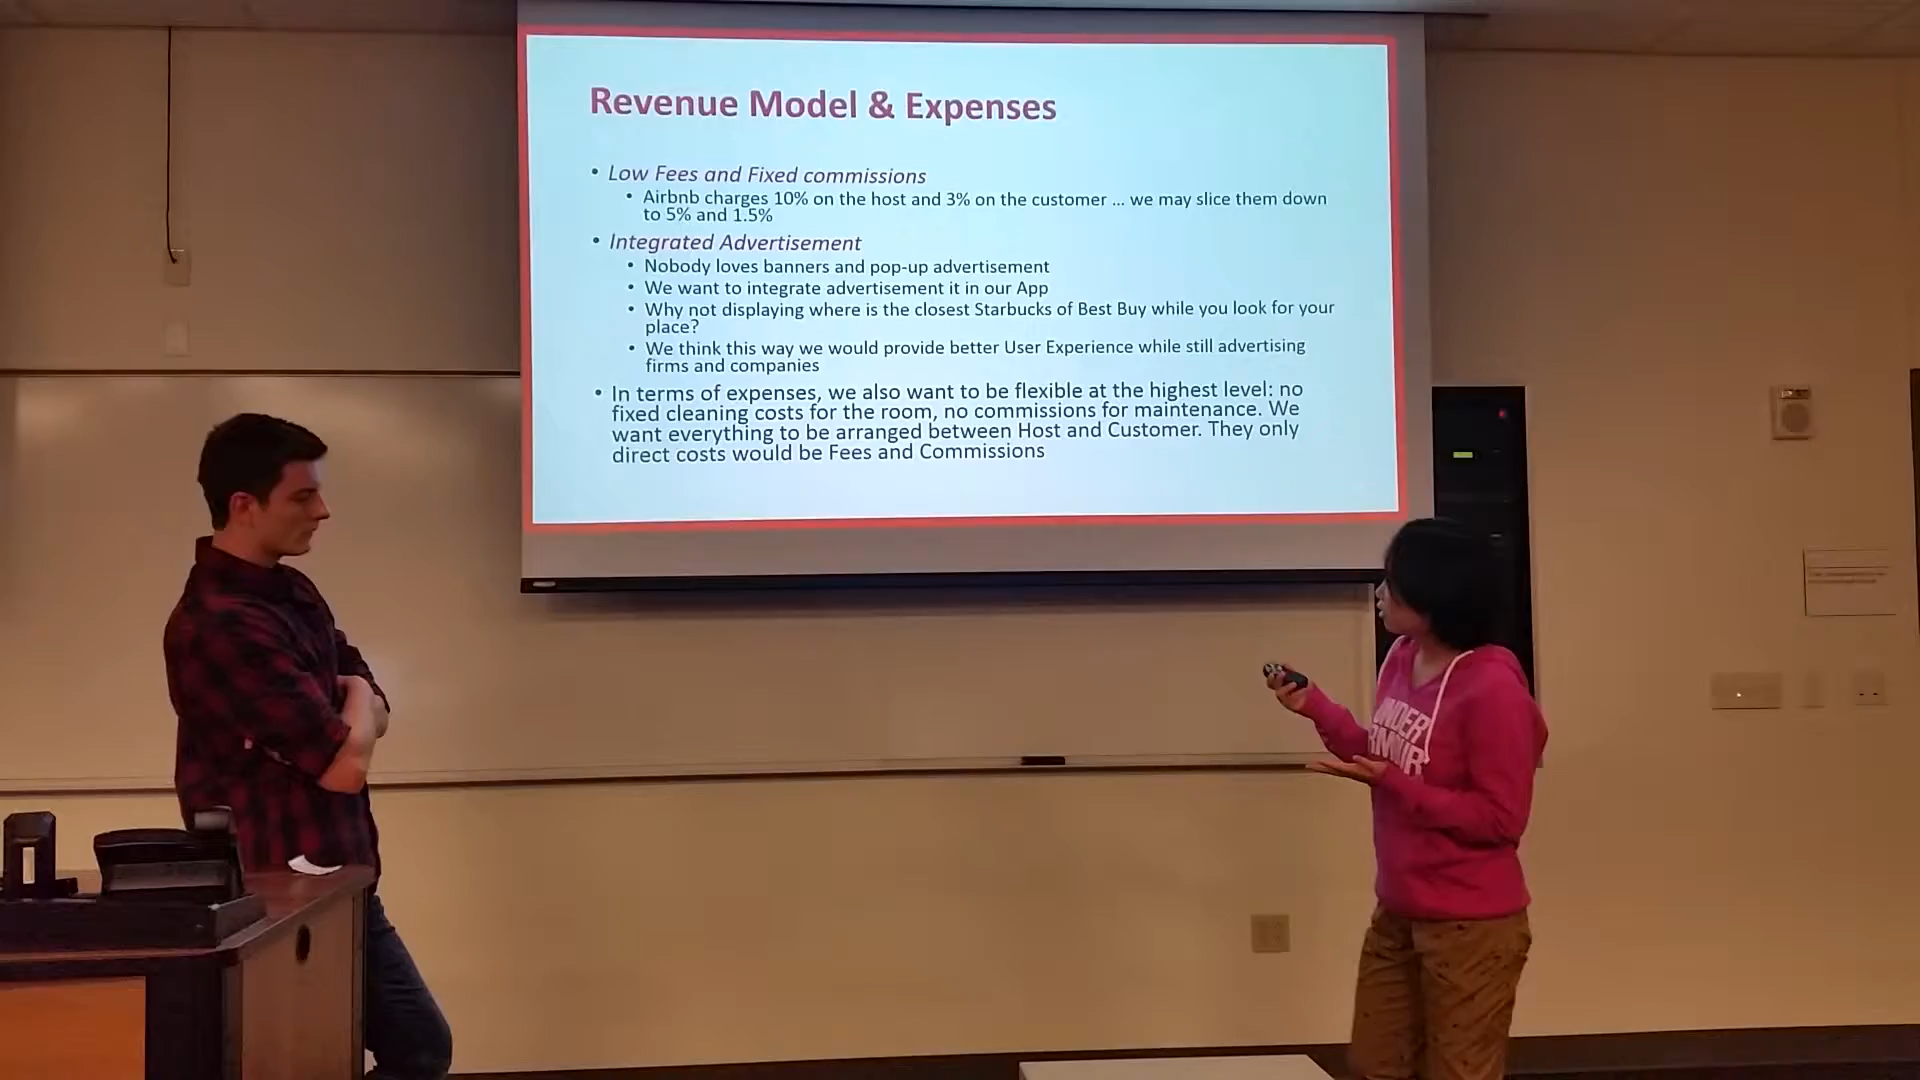 Revenue Model & Expenses
• Low Fees and Fixed commissions
• Airbnb charges 10% on the host and 3% on the customer ... we may slice them down
to 5% and 1.5%
• Integrated Advertisement
• Nobody loves banners and pop-up advertisement
• We want to integrate advertisement it in our App
• Why not displaying where is the closest Starbucks of Best Buy while you look for your
place?
• We think this way we would provide better User Experience while still advertising
firms and companies
• In terms of expenses, we also want to be flexible at the highest level: no
fixed cleaning costs for the room, no commissions for maintenance. We
want everything to be arranged between Host and Customer. They only
direct costs would be Fees and Commissions
UNDER
ARMOUR